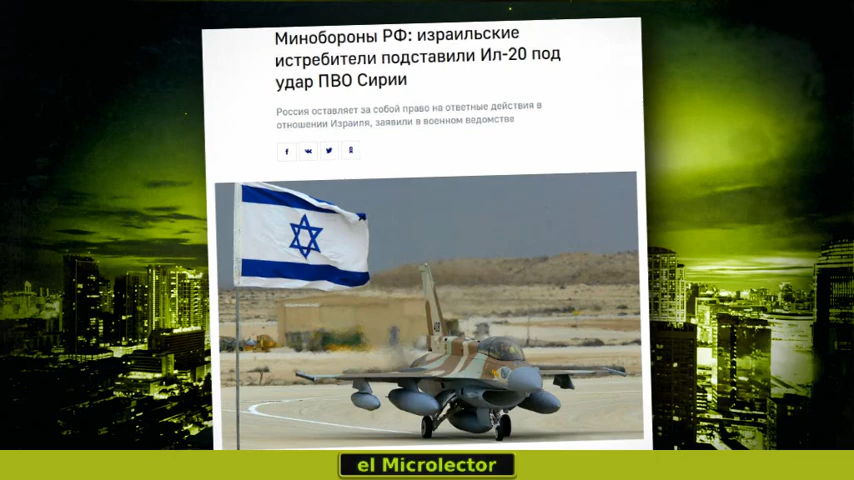 Минобороны РФ: израильские
истребители подставили Ил-20 под
удар ПВО Сирии
Россия оставляет за собой право на ответные действия в
отношении Израиля, заявили в военном ведомстве
el Microlector